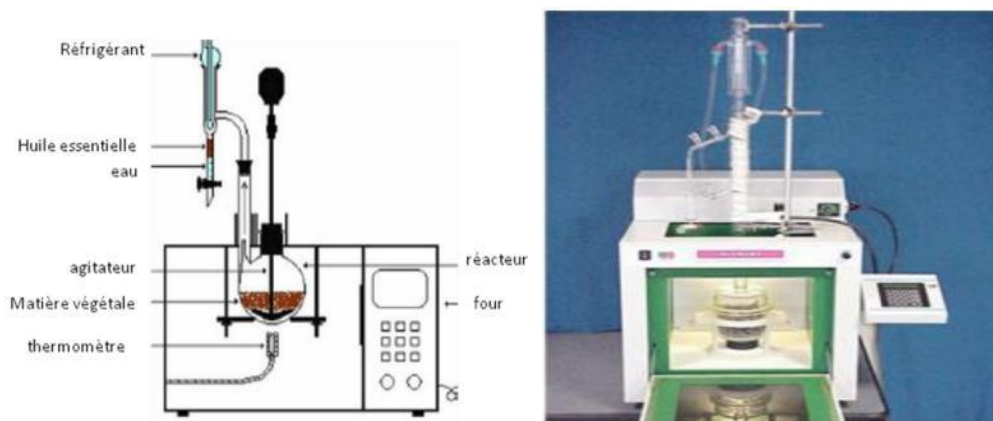 Réfrigérant
Huile essentielle
eau
agitateur
réacteur
Matière végétale
four
thermomètre